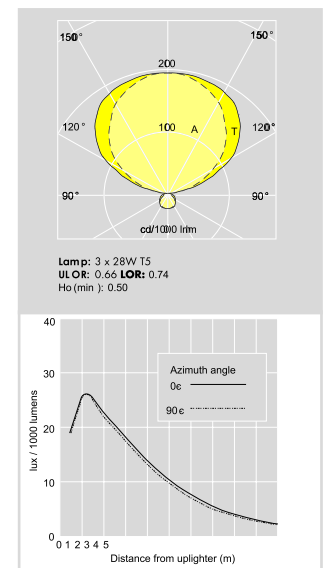 150° 150°
200
120° 100 A T 120°
90° 90°
cd/1000 lm
Lamp: 3 x 28W T5
ULOR: 0.66 LOR: 0.74
Ho (min ): 0.50
40
Azimuth angle
30
0є
90є
20
lux / 1000 lumens
10
0
0 1 2 3 4 5
Distance from uplighter (m)